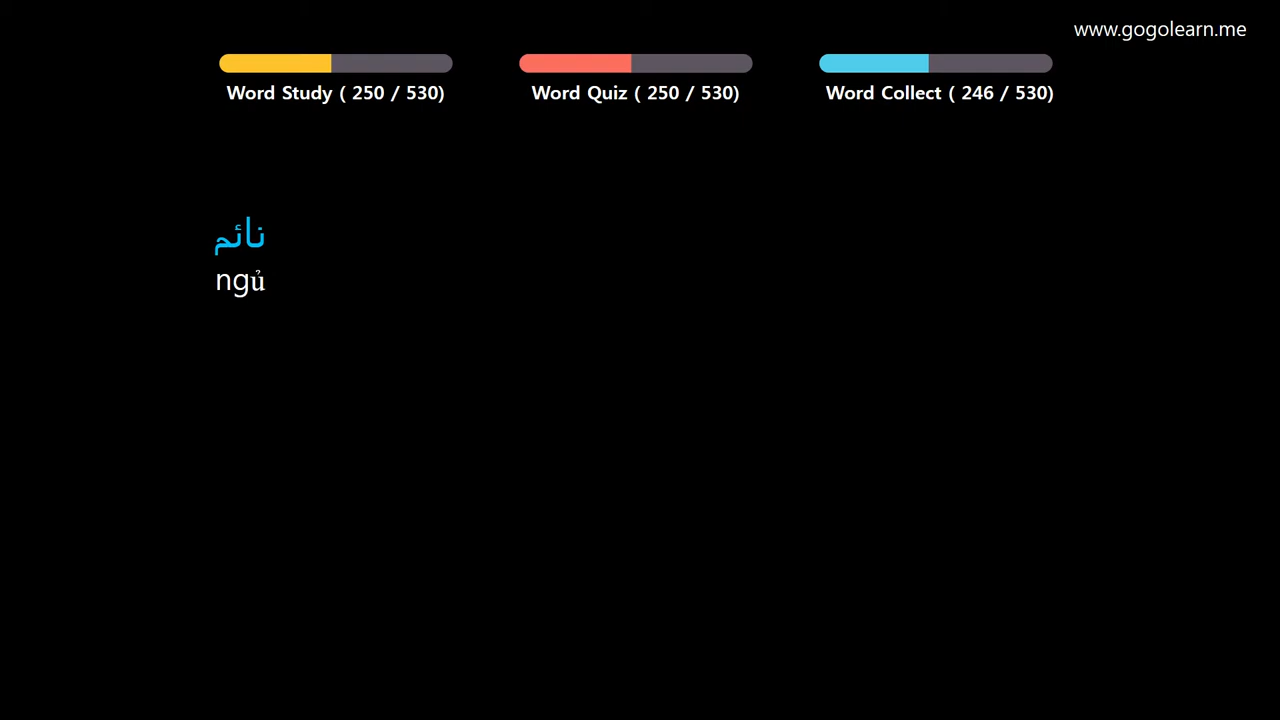 www.gogolearn.me
Word Study ( 250 / 530)
Word Quiz ( 250 / 530)
Word Collect ( 246 / 530)
نائم
ngủ